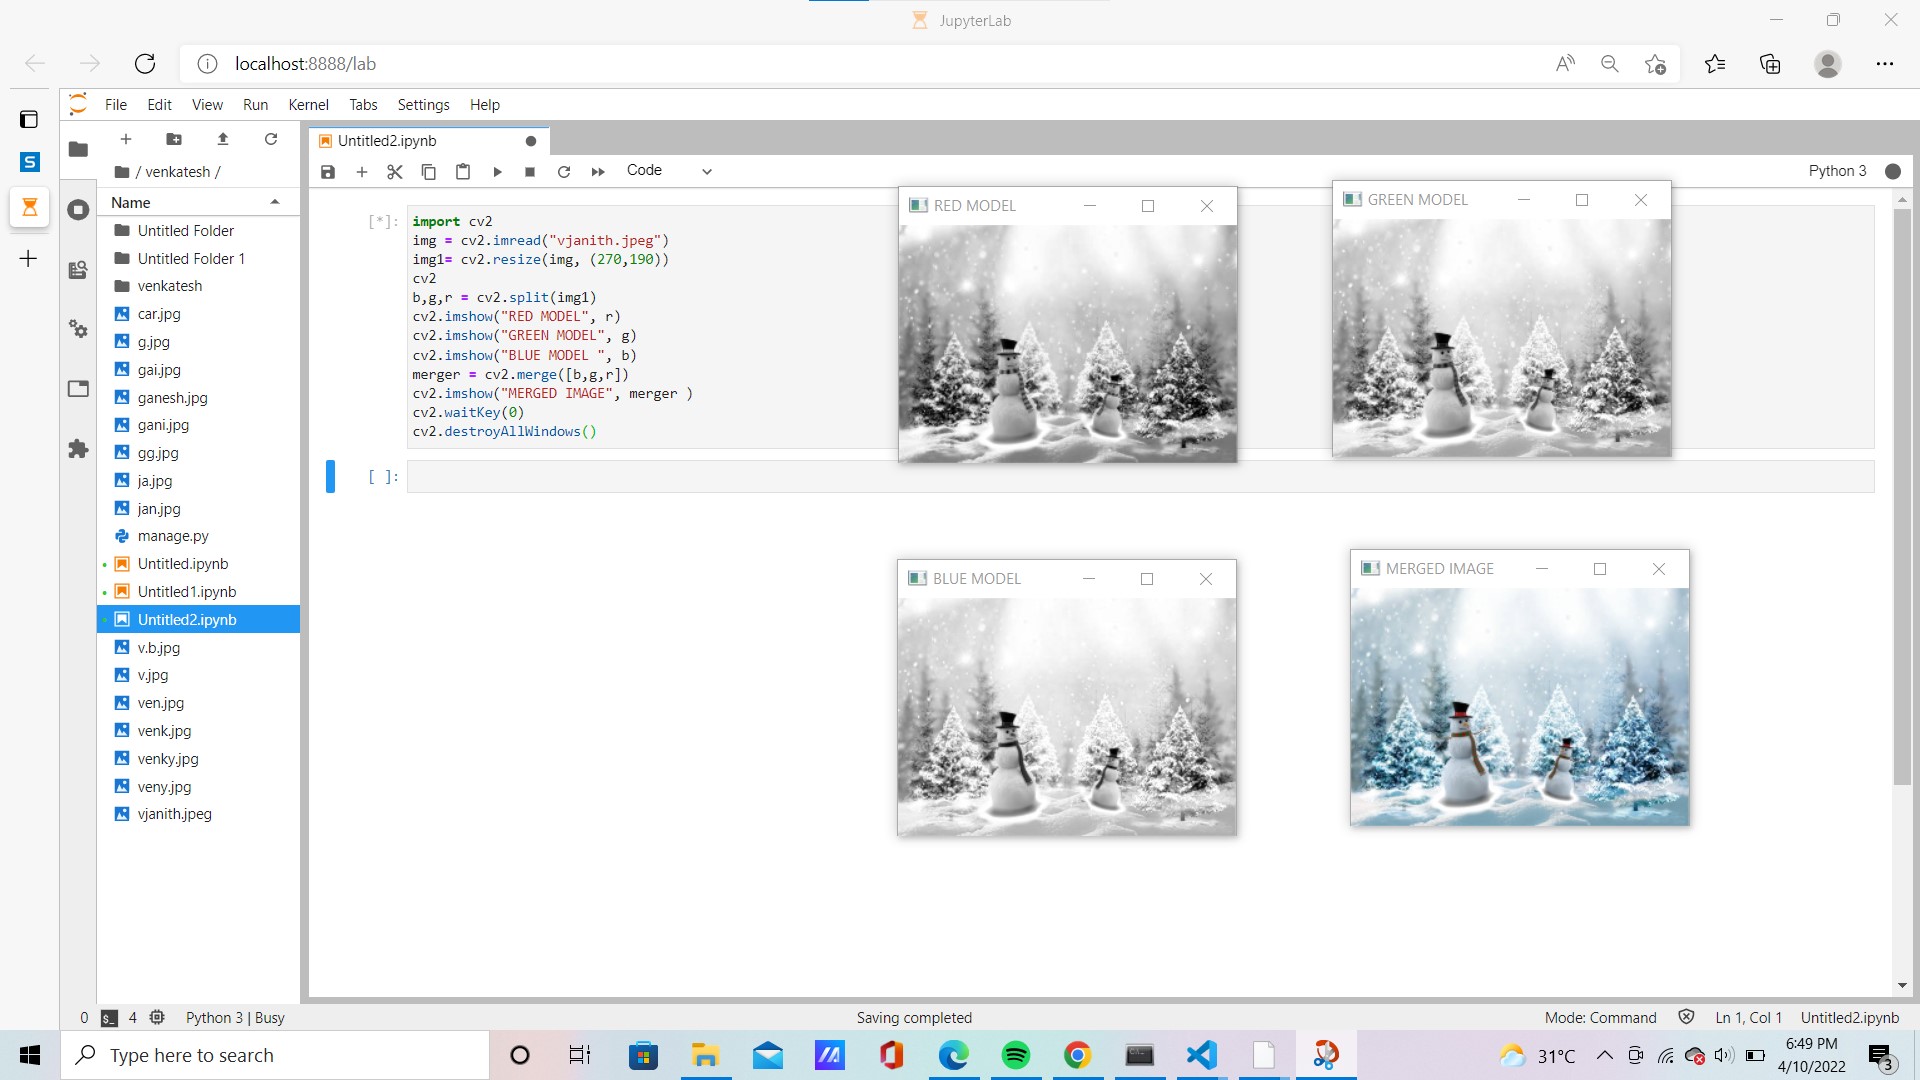 JupyterLab
localhost:8888/lab
File Edit View Run Kernel Tabs Settings Help
Untitled2.ipynb
/ venkatesh /
Code
Python 3
Name
Untitled Folder
Untitled Folder 1
venkatesh
car.jpg
g.jpg
gai.jpg
ganesh.jpg
gani.jpg
gg.jpg
ja.jpg
jan.jpg
manage.py
Untitled.ipynb
Untitled1.ipynb
Untitled2.ipynb
v.b.jpg
v.jpg
ven.jpg
venk.jpg
venky.jpg
veny.jpg
vjanith.jpeg
[*]:
import cv2
img = cv2.imread("vjanith.jpeg")
img1= cv2.resize(img, (270,190))
cv2
b,g,r = cv2.split(img1)
cv2.imshow("RED MODEL", r)
cv2.imshow("GREEN MODEL", g)
cv2.imshow("BLUE MODEL ", b)
merger = cv2.merge([b,g,r])
cv2.imshow("MERGED IMAGE", merger )
cv2.waitKey(0)
cv2.destroyAllWindows()
[ ]:
RED MODEL
GREEN MODEL
BLUE MODEL
MERGED IMAGE
0 $_ 4 Python 3 | Busy
Saving completed
Mode: Command Ln 1, Col 1 Untitled2.ipynb
Type here to search
31°C
6:49 PM
4/10/2022
3